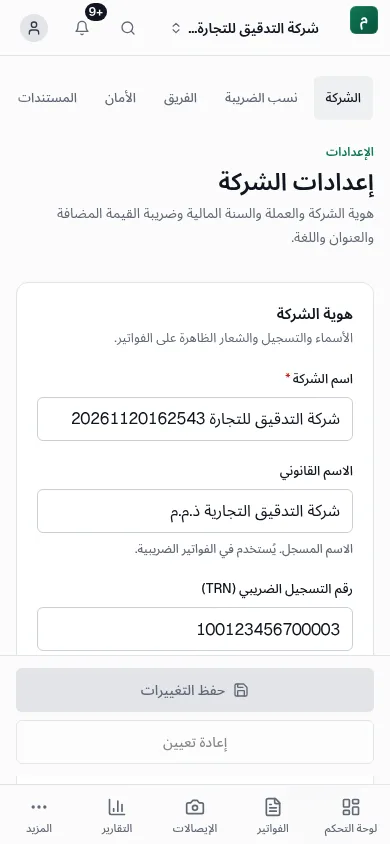 م
شركة التدقيق للتجارة...
9+
الشركة
نسب الضريبة
الفريق
الأمان
المستندات
الإعدادات
إعدادات الشركة
هوية الشركة والعملة والسنة المالية وضريبة القيمة المضافة
والعنوان واللغة.
هوية الشركة
الأسماء والتسجيل والشعار الظاهرة على الفواتير.
اسم الشركة *
شركة التدقيق للتجارة 20261120162543
الاسم القانوني
شركة التدقيق التجارية ذ.م.م
الاسم المسجل. يُستخدم في الفواتير الضريبية.
رقم التسجيل الضريبي (TRN)
100123456700003
حفظ التغييرات
إعادة تعيين
لوحة التحكم
الفواتير
الإيصالات
التقارير
المزيد